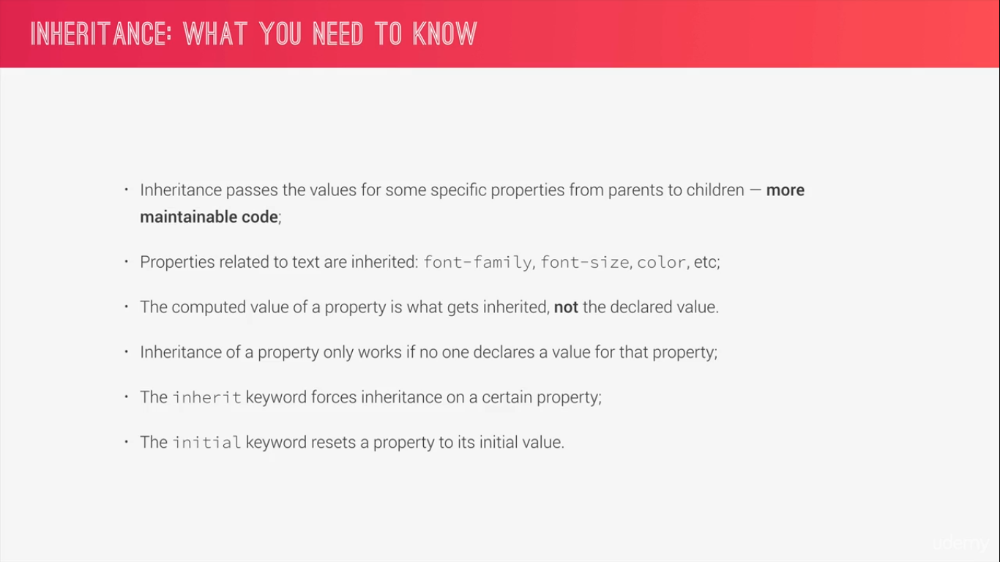 INHERITANCE: WHAT YOU NEED TO KNOW
• Inheritance passes the values for some specific properties from parents to children — more
maintainable code;
• Properties related to text are inherited: font-family, font-size, color, etc;
• The computed value of a property is what gets inherited, not the declared value.
• Inheritance of a property only works if no one declares a value for that property;
• The inherit keyword forces inheritance on a certain property;
• The initial keyword resets a property to its initial value.
udemy